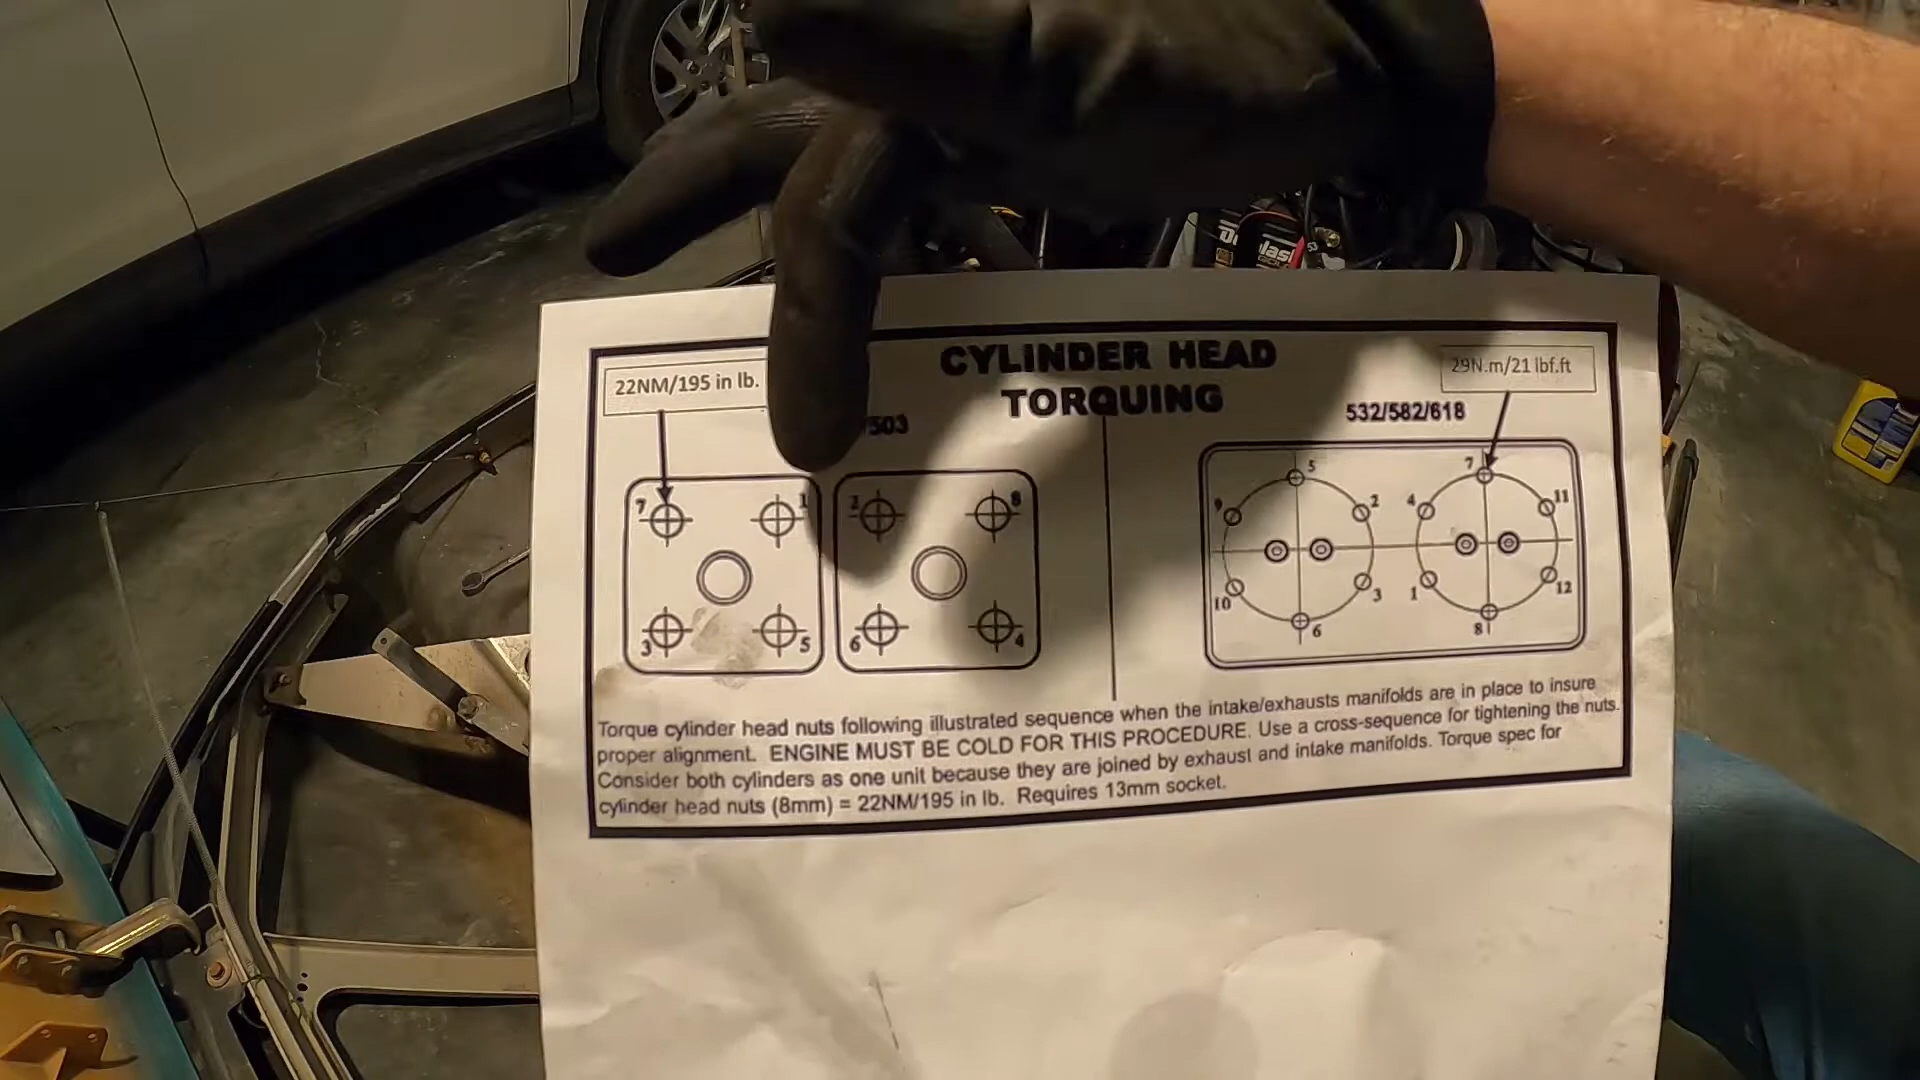 CYLINDER HEAD
TORQUING
22NM/195 in lb.
29N.m/21 lbf.ft
/503
532/582/618
7 1
3 5
2 8
6 4
5 7
9 2 4 11
10 3 1 12
6 8
Torque cylinder head nuts following illustrated sequence when the intake/exhausts manifolds are in place to insure
proper alignment. ENGINE MUST BE COLD FOR THIS PROCEDURE. Use a cross-sequence for tightening the nuts.
Consider both cylinders as one unit because they are joined by exhaust and intake manifolds. Torque spec for
cylinder head nuts (8mm) = 22NM/195 in lb. Requires 13mm socket.